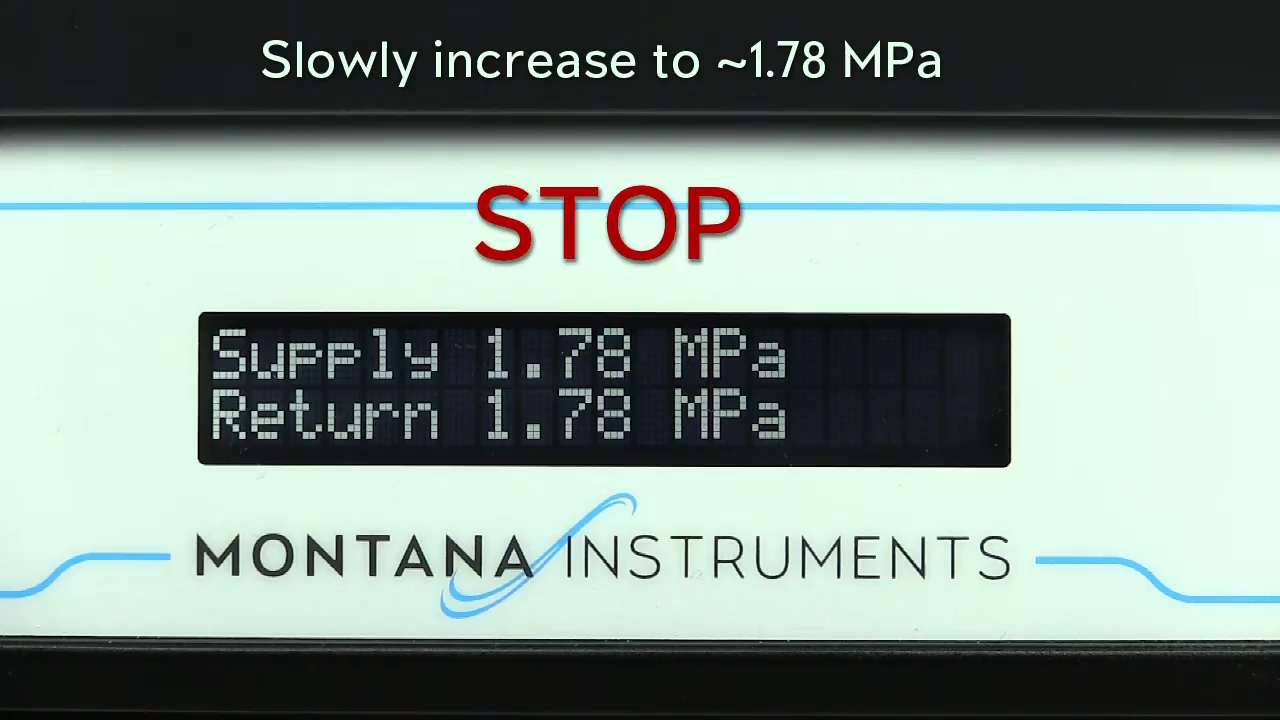 Slowly increase to ~1.78 MPa
STOP
Supply 1.78 MPa
Return 1.78 MPa
MONTANA INSTRUMENTS